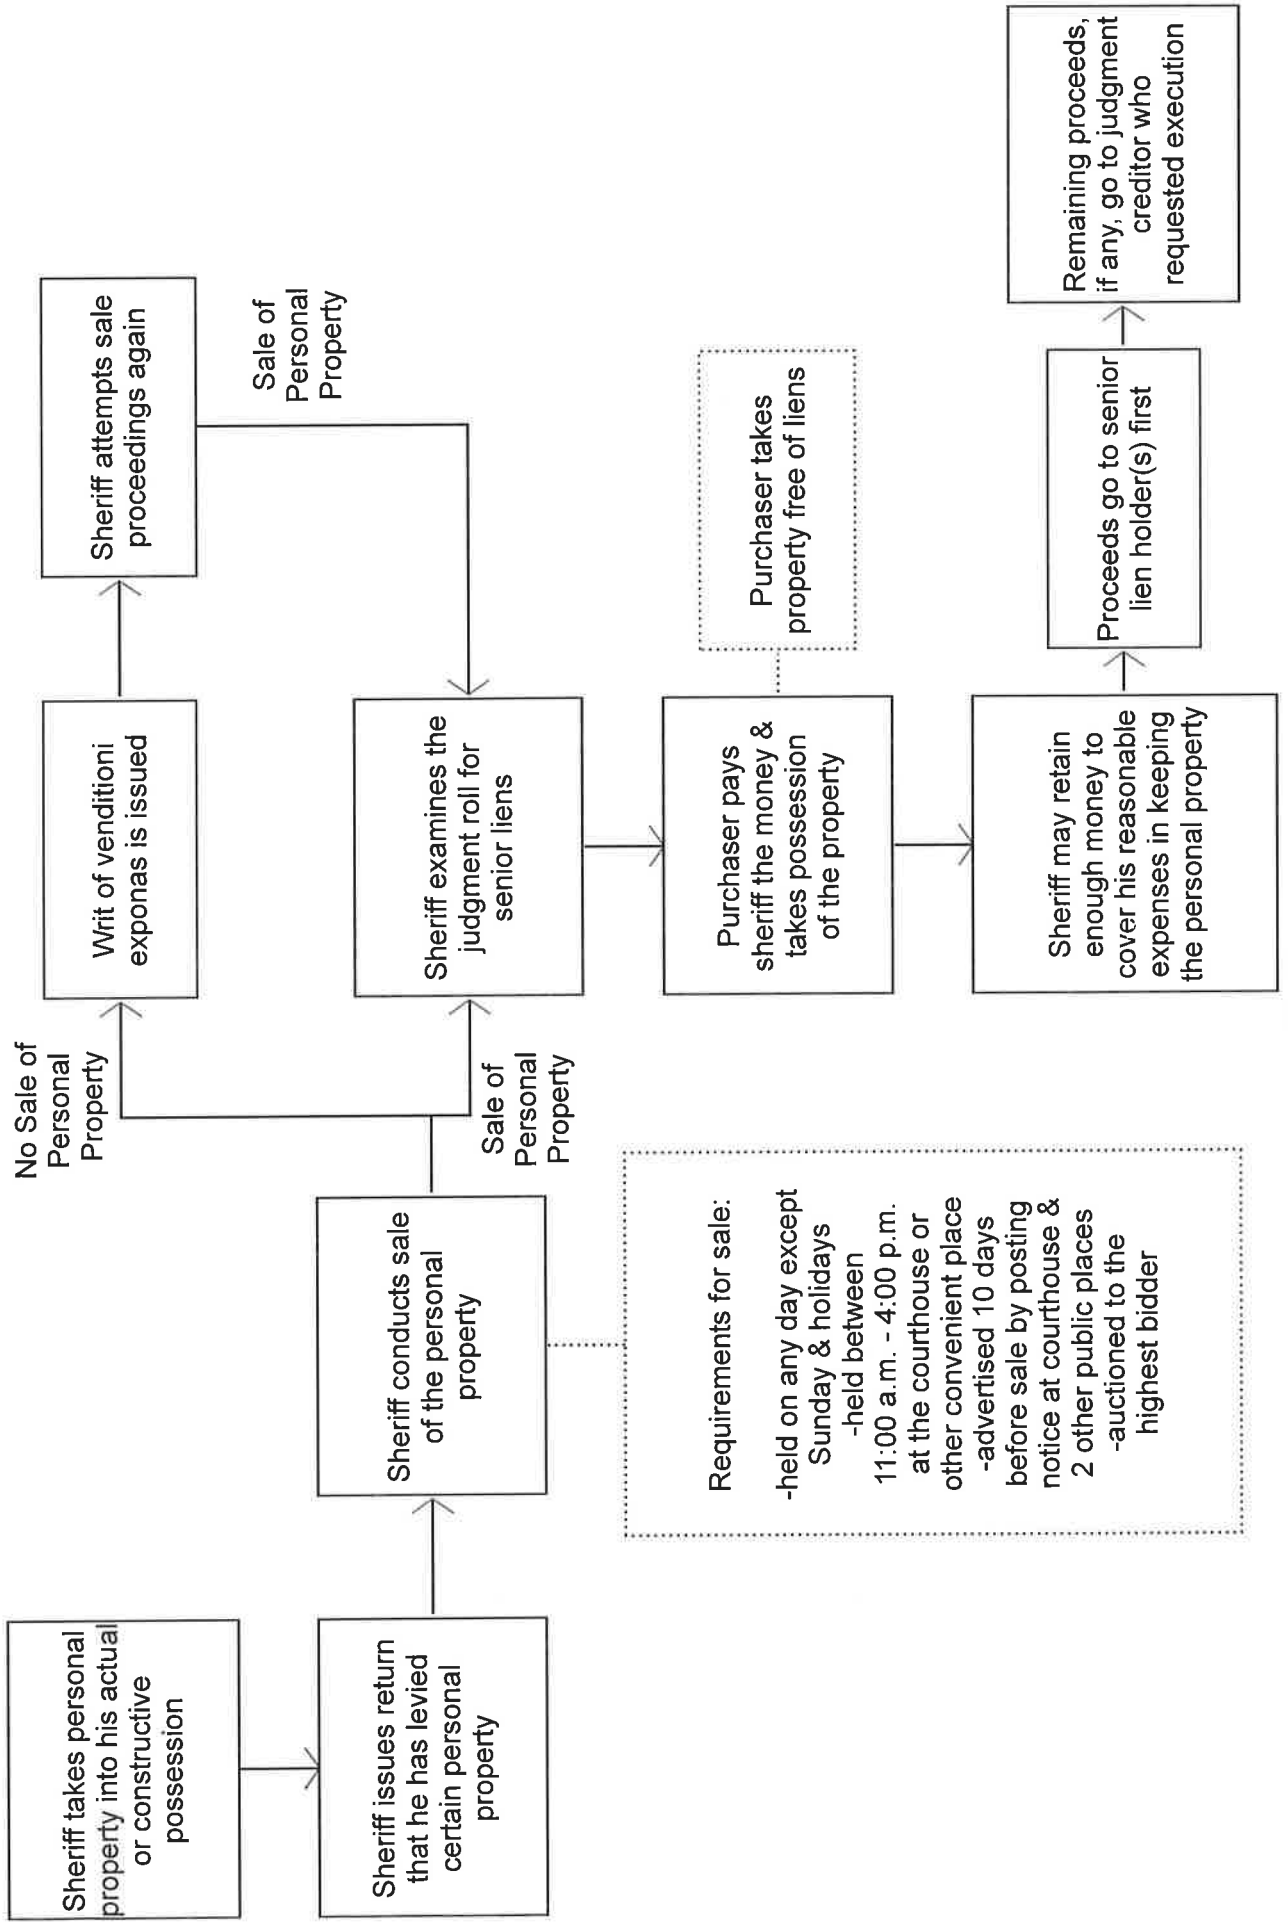 Sheriff takes personal
property into his actual
or constructive
possession
Sheriff issues return
that he has levied
certain personal
property
Sheriff conducts sale
of the personal
property
Requirements for sale:
-held on any day except
Sunday & holidays
-held between
11:00 a.m. - 4:00 p.m.
at the courthouse or
other convenient place
-advertised 10 days
before sale by posting
notice at courthouse &
2 other public places
-auctioned to the
highest bidder
No Sale of
Personal
Property
Sale of
Personal
Property
Writ of venditioni
exponas is issued
Sheriff attempts sale
proceedings again
Sale of
Personal
Property
Sheriff examines the
judgment roll for
senior liens
Purchaser pays
sheriff the money &
takes possession
of the property
Purchaser takes
property free of liens
Sheriff may retain
enough money to
cover his reasonable
expenses in keeping
the personal property
Proceeds go to senior
lien holder(s) first
Remaining proceeds,
if any, go to judgment
creditor who
requested execution